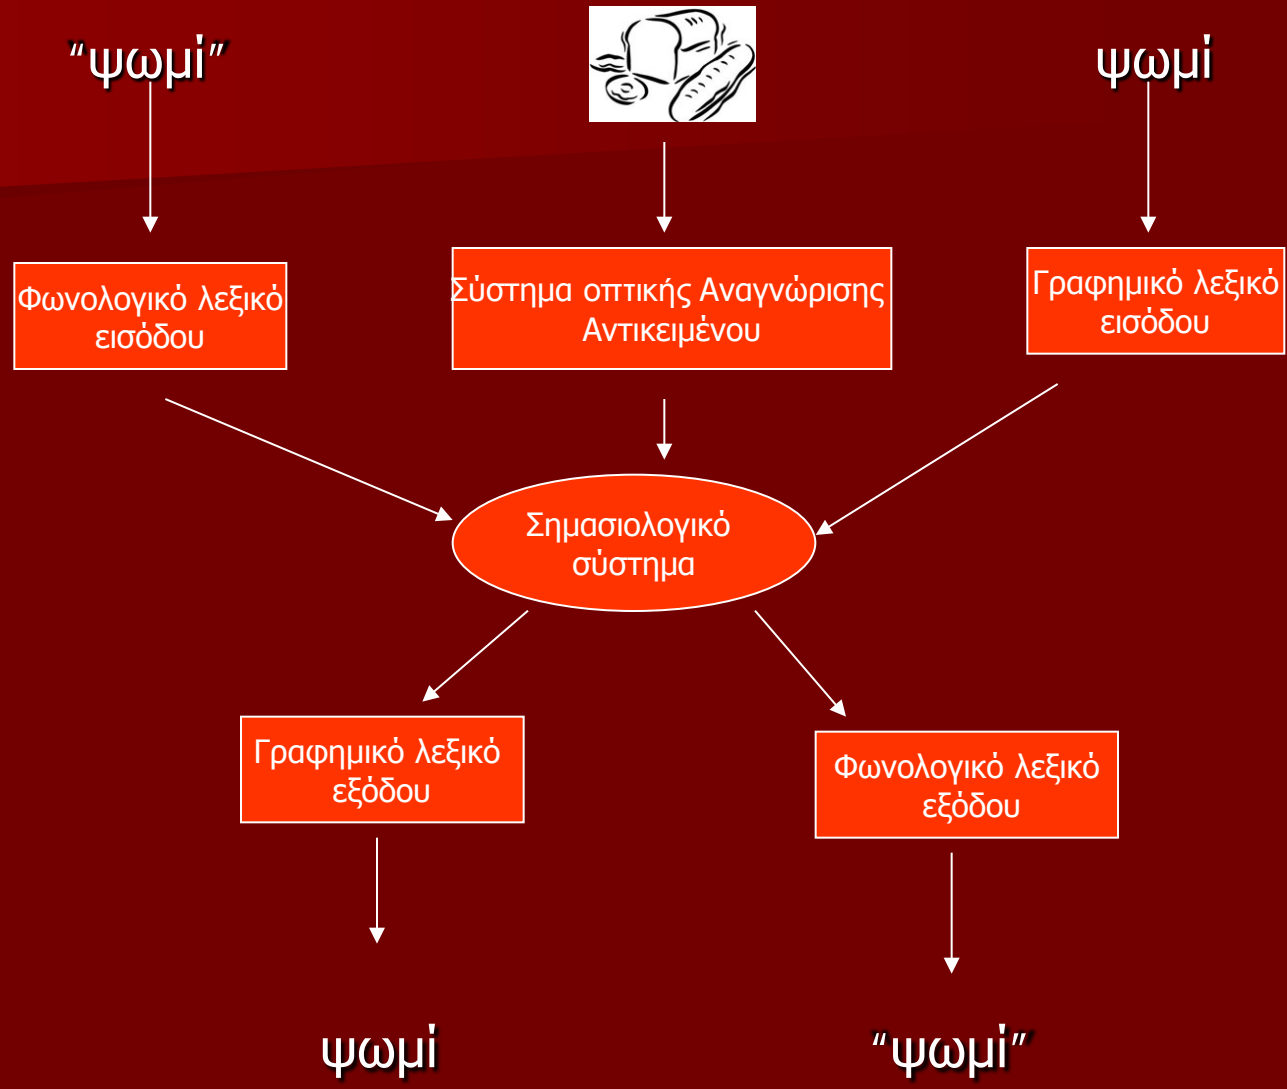 “ψωμί”
ψωμί
Φωνολογικό λεξικό
εισόδου
Σύστημα οπτικής Αναγνώρισης
Αντικειμένου
Γραφημικό λεξικό
εισόδου
Σημασιολογικό
σύστημα
Γραφημικό λεξικό
εξόδου
Φωνολογικό λεξικό
εξόδου
ψωμί
“ψωμί”